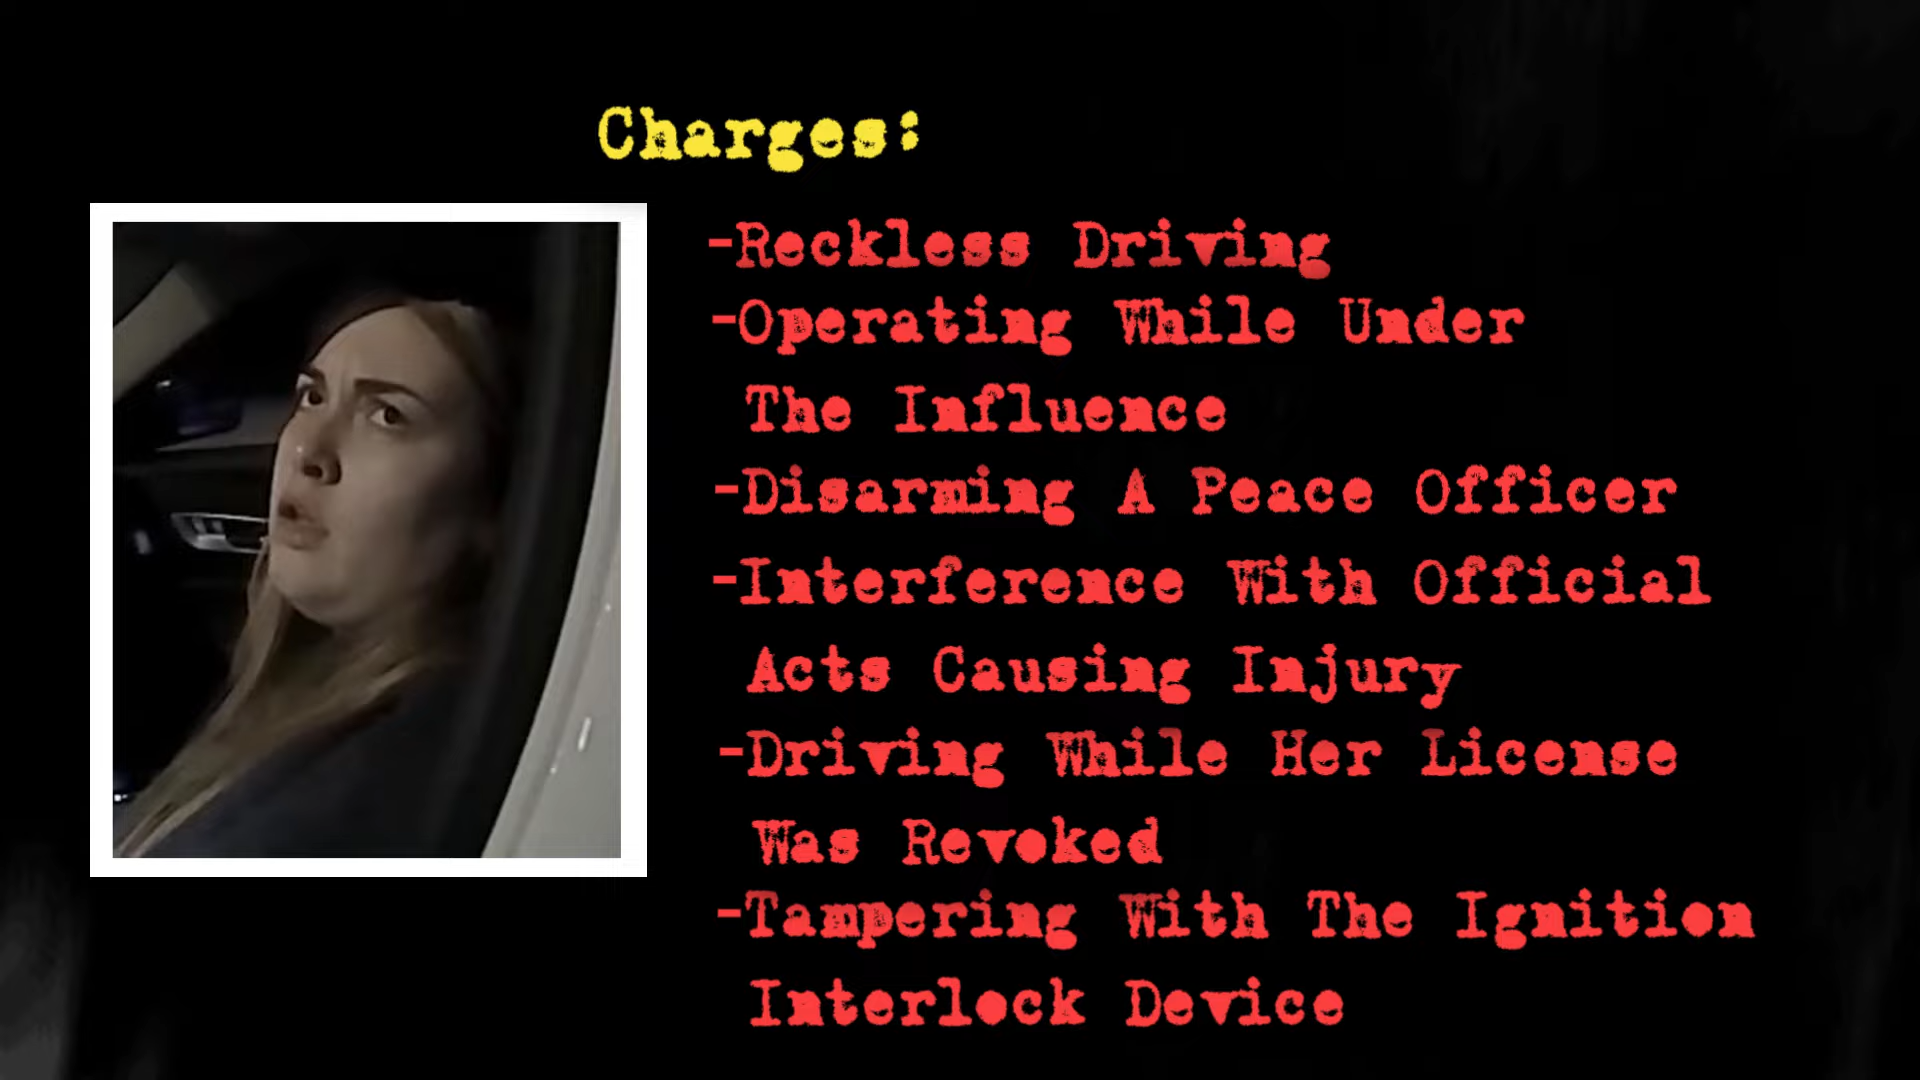 Charges:
-Reckless Driving
-Operating While Under
The Influence
-Disarming A Peace Officer
-Interference With Official
Acts Causing Injury
-Driving While Her License
Was Revoked
-Tampering With The Ignition
Interlock Device